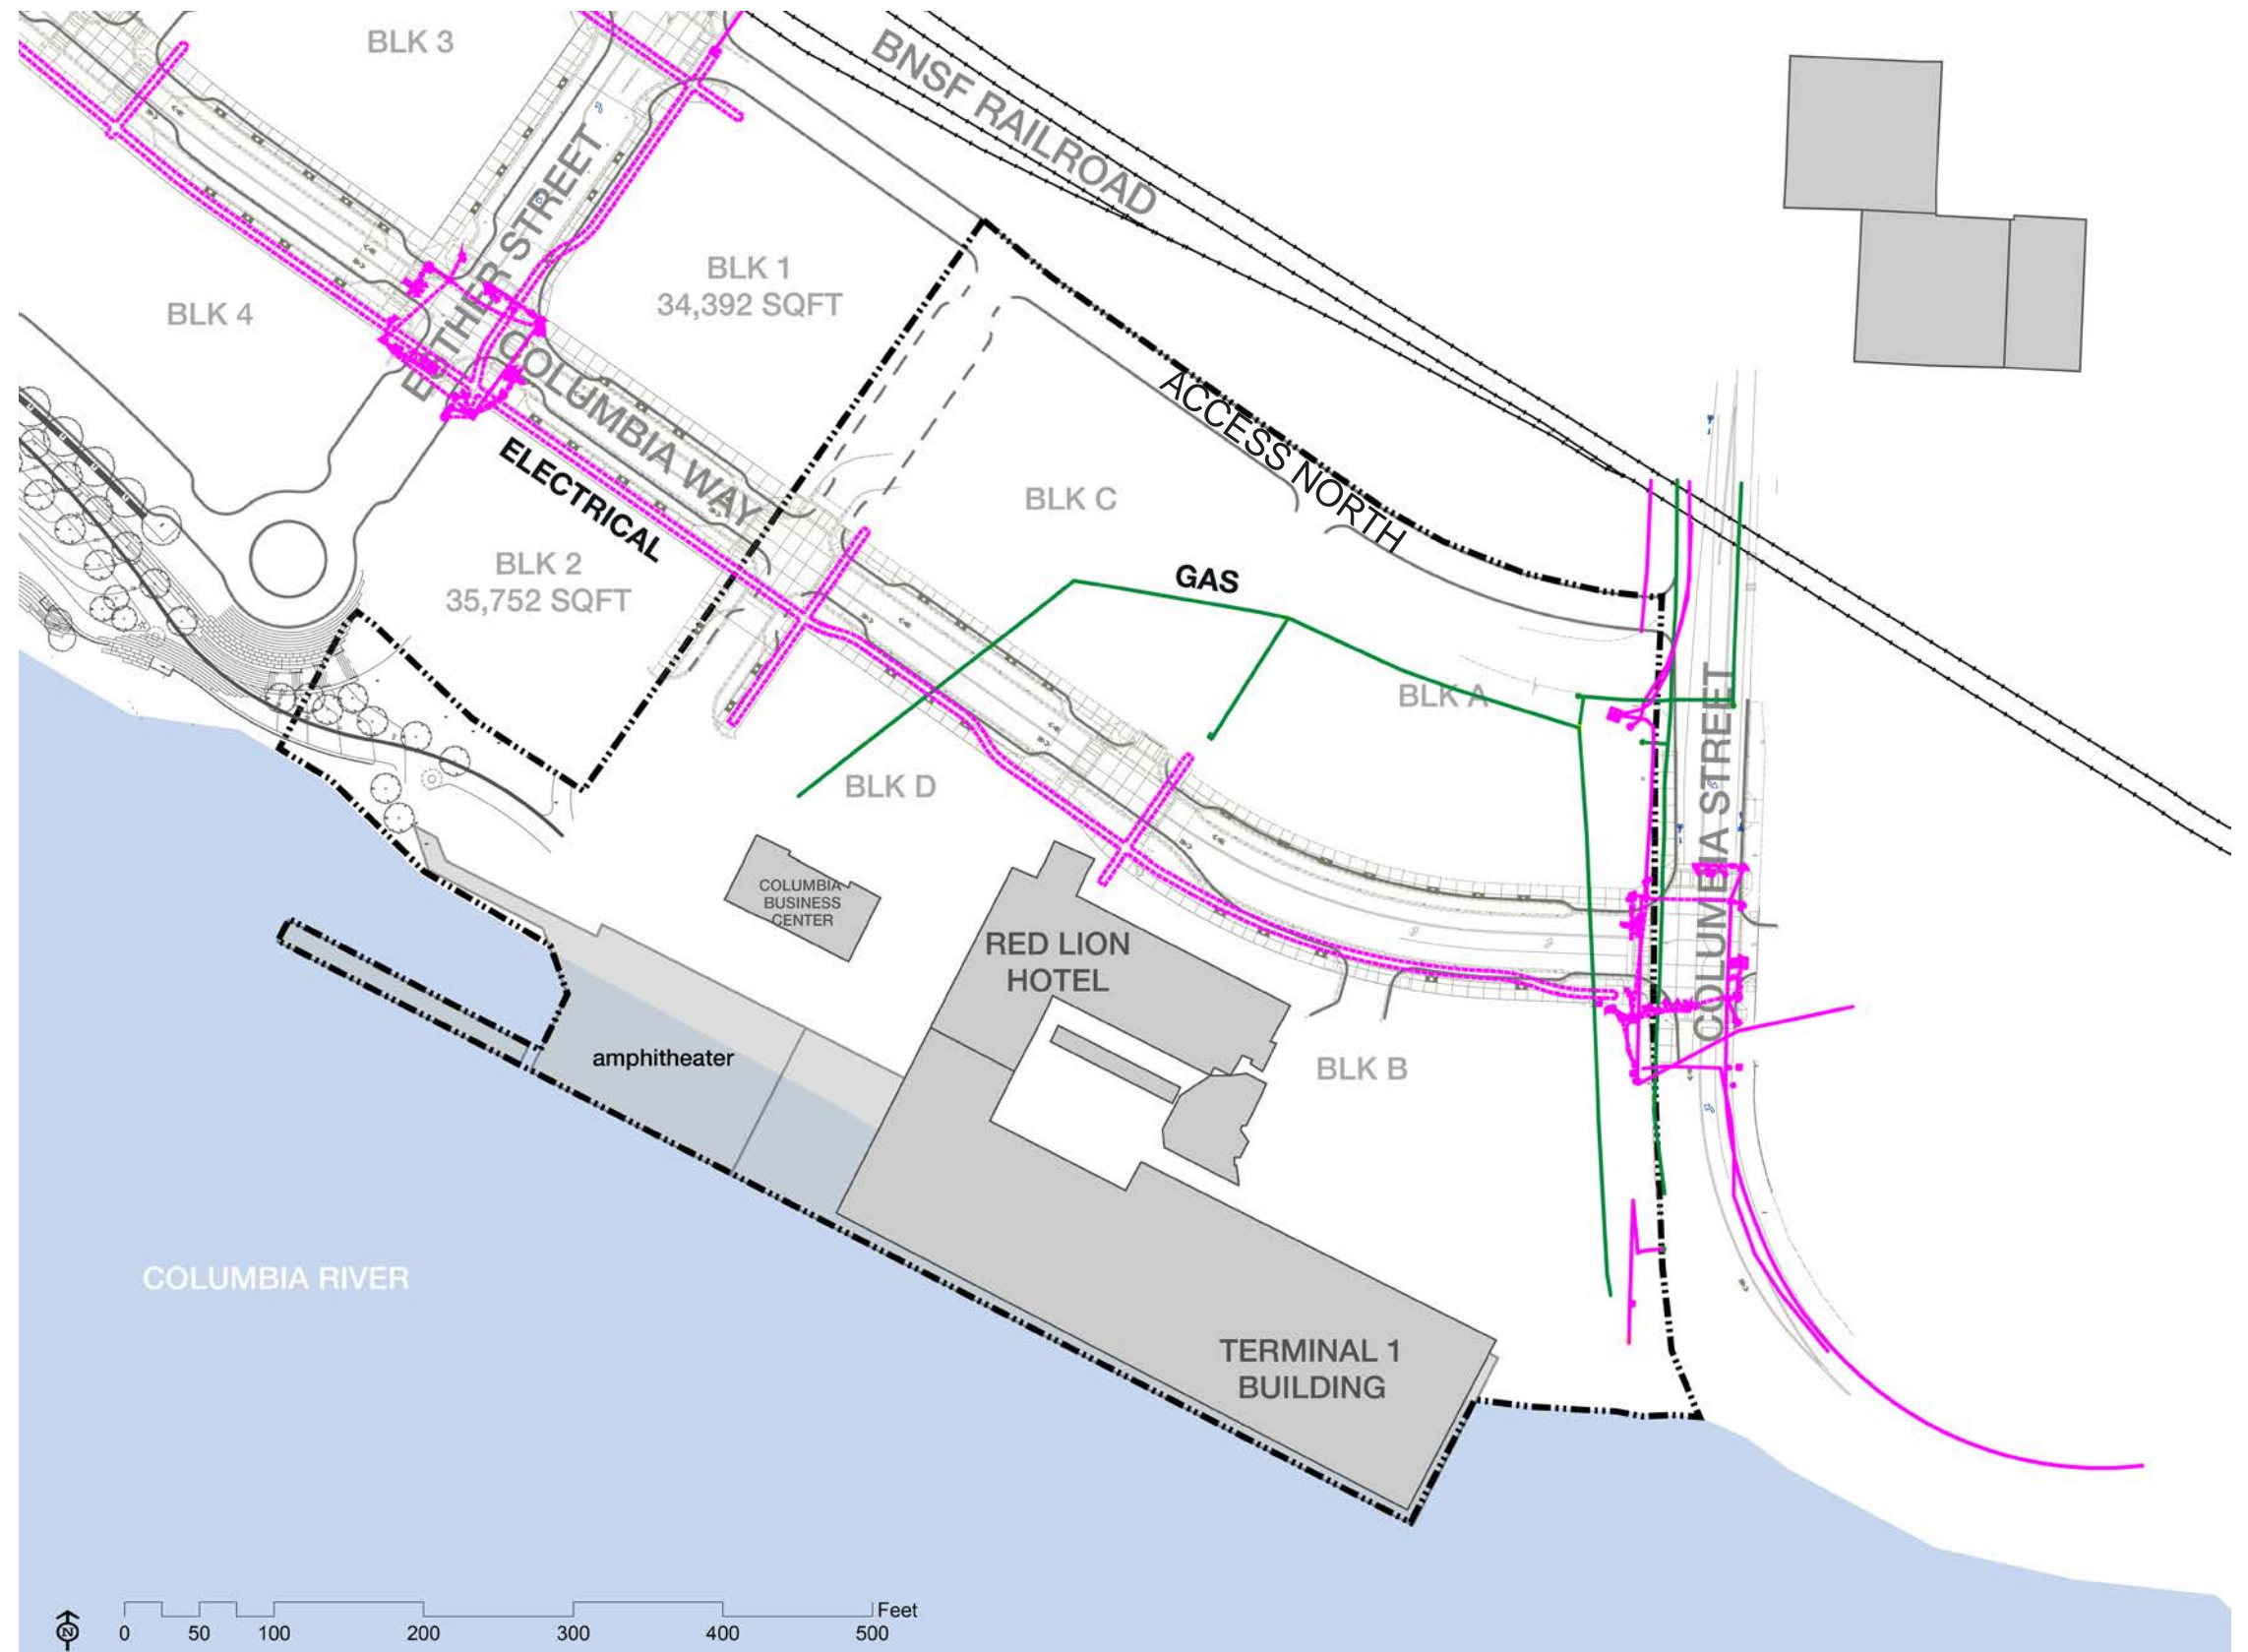 BLK 3
BNSF RAILROAD
ESTHER STREET
BLK 1
34,392 SQFT
BLK 4
COLUMBIA WAY
ACCESS NORTH
ELECTRICAL
BLK C
BLK 2
35,752 SQFT
GAS
BLK A
COLUMBIA STREET
BLK D
COLUMBIA
BUSINESS
CENTER
RED LION
HOTEL
amphitheater
BLK B
COLUMBIA RIVER
TERMINAL 1
BUILDING
N
Feet
0 50 100 200 300 400 500